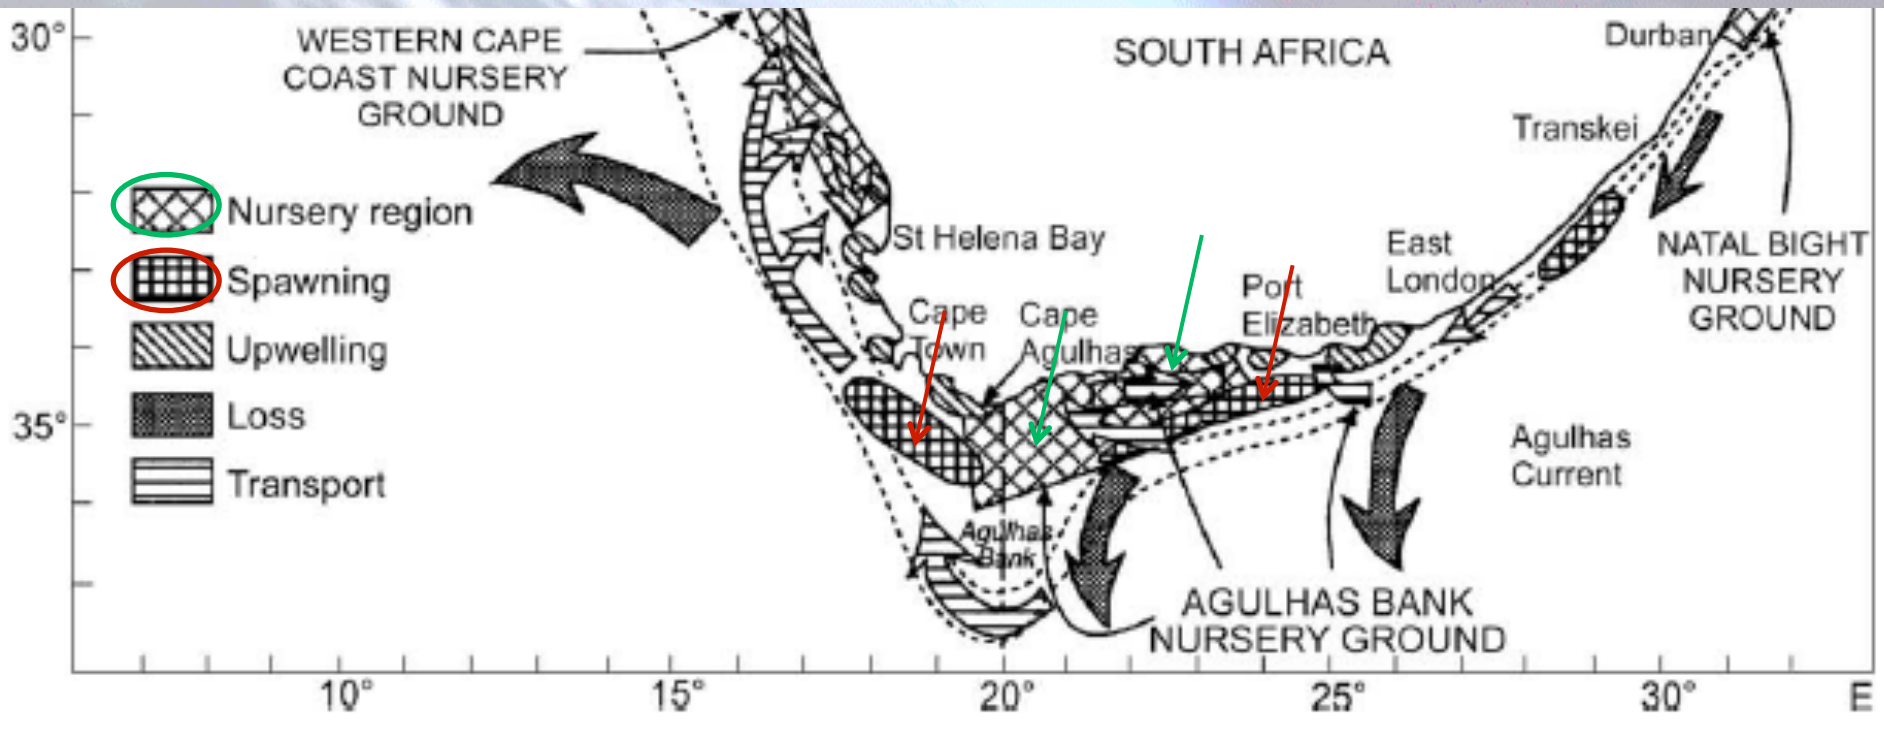 30°
WESTERN CAPE
COAST NURSERY
GROUND
SOUTH AFRICA
Durban
Transkei
Nursery region
Spawning
Upwelling
Loss
Transport
St Helena Bay
East
London
NATAL BIGHT
NURSERY
GROUND
Port
Elizabeth
Cape
Town
Cape
Agulhas
35°
Agulhas
Current
Agulhas
Bank
AGULHAS BANK
NURSERY GROUND
10°
15°
20°
25°
30°
E